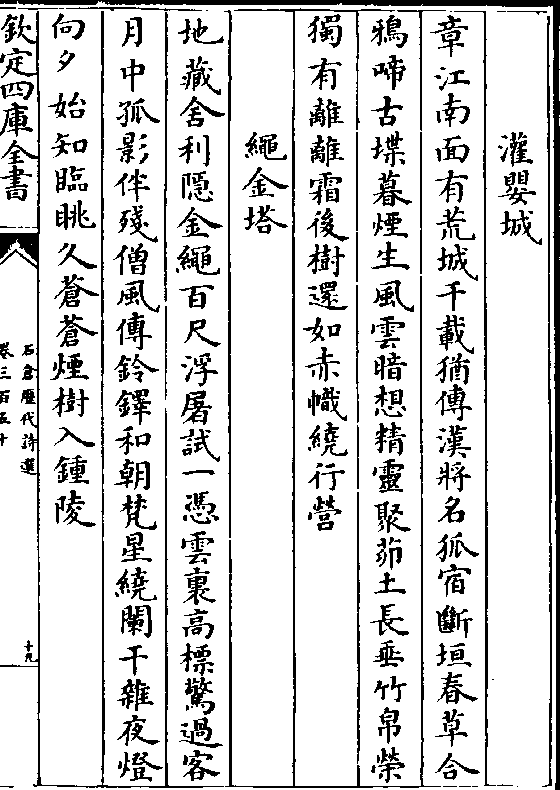 灌嬰城
章江南面有荒城千載猶傳漢將名狐宿斷垣春草合
鴉啼古堞暮煙生風雲暗想精靈聚茆土長垂竹帛榮
獨有離離霜後樹還如赤幟繞行營
繩金塔
地藏舍利隠金繩百尺浮屠試一憑雲裏高標驚過客
月中孤影伴殘僧風傳鈴鐸和朝梵星繞闌干雜夜燈
向夕始知臨眺久蒼蒼煙樹入鍾陵
欽定四庫全書
石倉歷代詩選
卷三百五十
十九